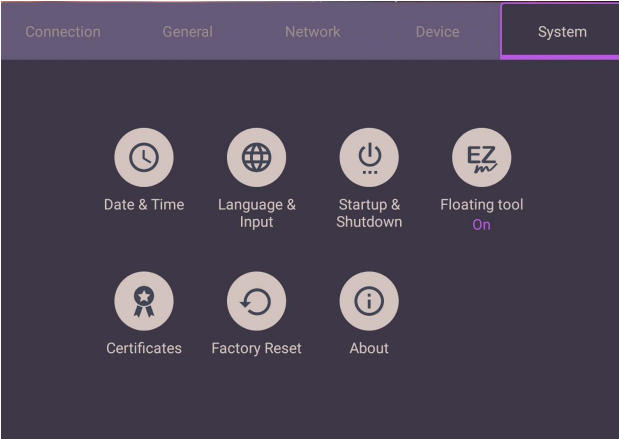 Connection General Network Device System
EZ
Date & Time Language & Startup & Floating tool
Input Shutdown On
Certificates Factory Reset About